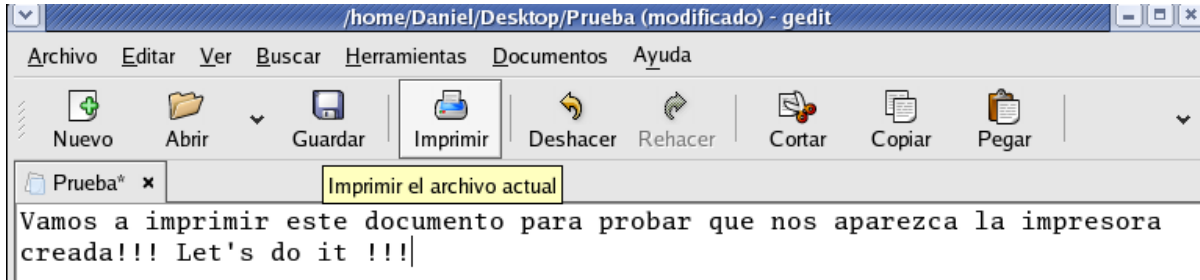 /home/Daniel/Desktop/Prueba (modificado) - gedit
Archivo Editar Ver Buscar Herramientas Documentos Ayuda
Nuevo Abrir Guardar Imprimir Deshacer Rehacer Cortar Copiar Pegar
Prueba*
Imprimir el archivo actual
Vamos a imprimir este documento para probar que nos aparezca la impresora
creada!!! Let's do it !!!